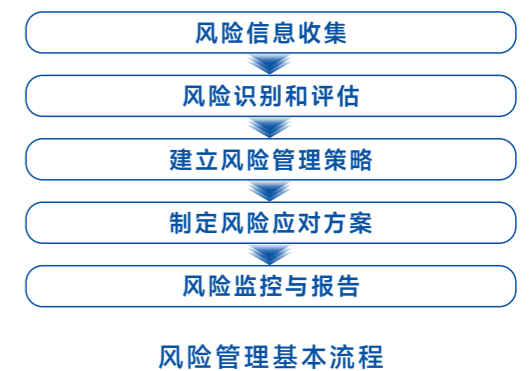 风险信息收集
风险识别和评估
建立风险管理策略
制定风险应对方案
风险监控与报告
风险管理基本流程